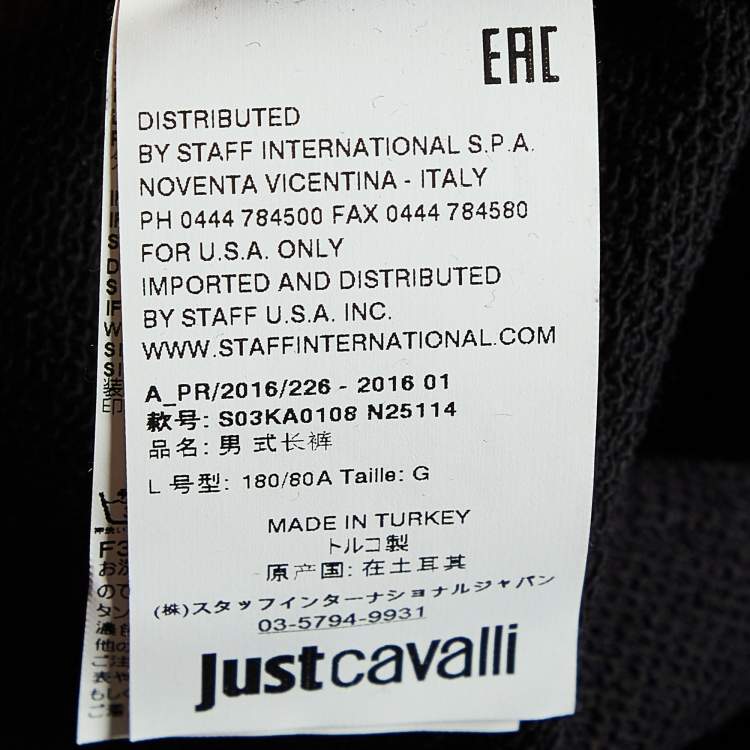 EAC
DISTRIBUTED
BY STAFF INTERNATIONAL S.P.A.
NOVENTA VICENTINA - ITALY
PH 0444 784500 FAX 0444 784580
FOR U.S.A. ONLY
IMPORTED AND DISTRIBUTED
BY STAFF U.S.A. INC.
WWW.STAFFINTERNATIONAL.COM
A_PR/2016/226 - 2016 01
款号: S03KA0108 N25114
品名: 男 式长裤
L 号型: 180/80A Taille: G
MADE IN TURKEY
トルコ製
原产国: 在土耳其
(株)スタッフインターナショナルジャパン
03-5794-9931
Justcavalli